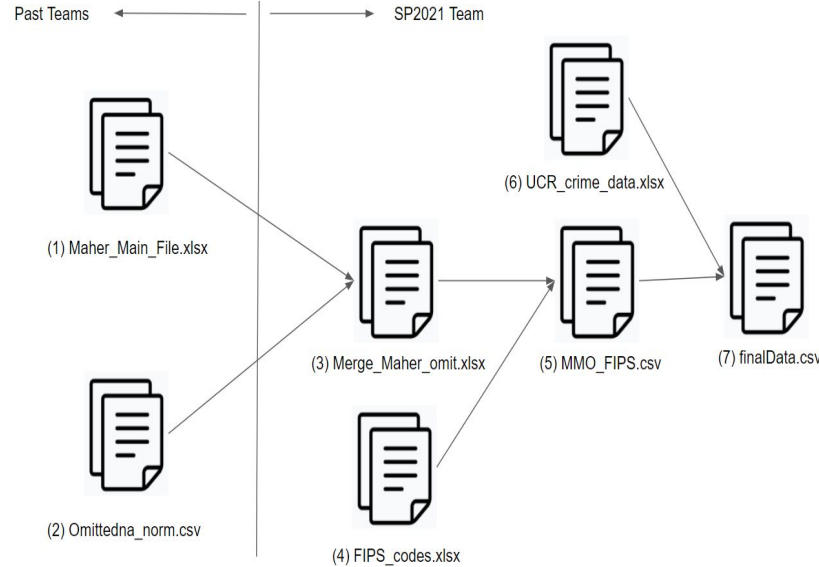 Past Teams
SP2021 Team
(6) UCR_crime_data.xlsx
(1) Maher_Main_File.xlsx
(3) Merge_Maher_omit.xlsx
(5) MMO_FIPS.csv
(7) finalData.csv
(2) Omittedna_norm.csv
(4) FIPS_codes.xlsx